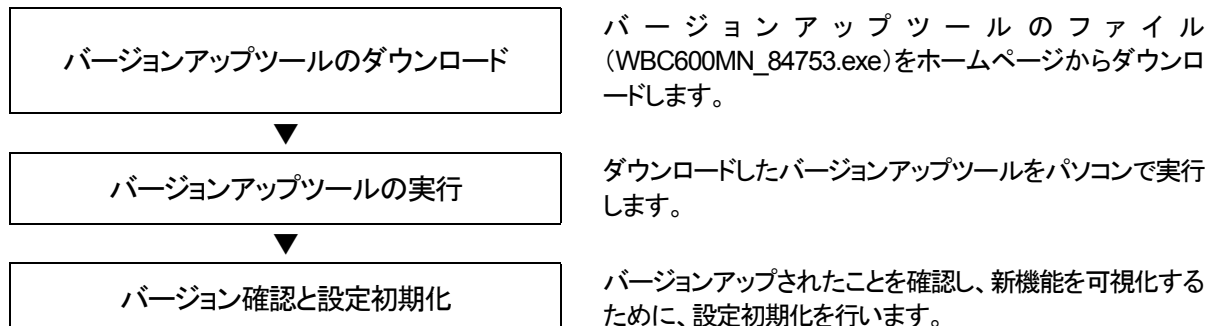 バージョンアップツールのダウンロード
バージョンアップツールのファイル
（WBC600MN_84753.exe）をホームページからダウンロ
ードします。
▼
バージョンアップツールの実行
ダウンロードしたバージョンアップツールをパソコンで実行
します。
▼
バージョン確認と設定初期化
バージョンアップされたことを確認し、新機能を可視化する
ために、設定初期化を行います。